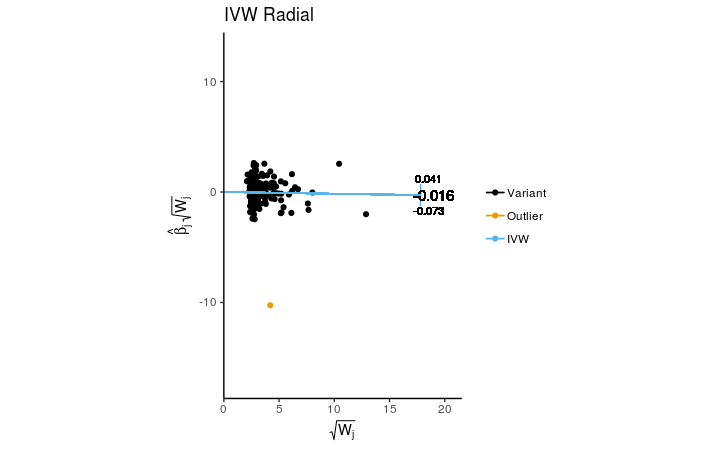 IVW Radial
10
0
-10
β̂j√Wj
0.041
-0.016
-0.073
Variant
Outlier
IVW
0 5 10 15 20
√Wj